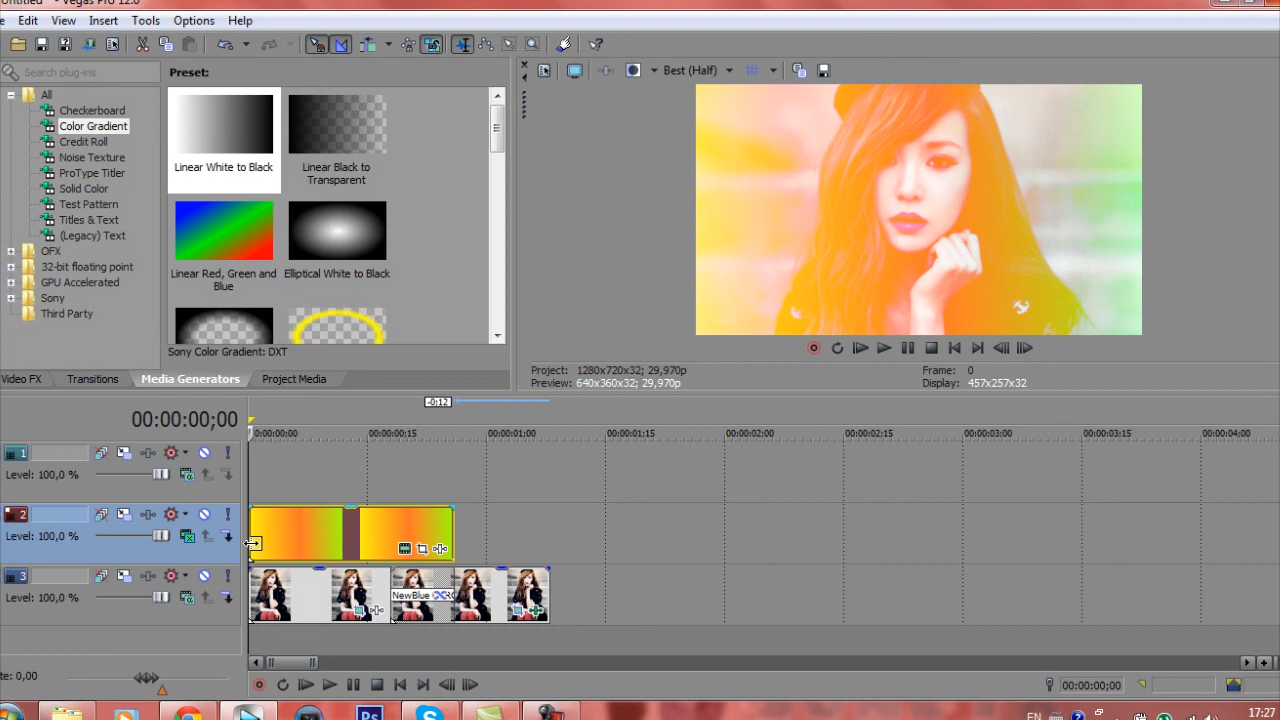 Untitled * - Vegas Pro 12.0
e Edit View Insert Tools Options Help
Search plug-ins
Preset:
Best (Half)
All
Checkerboard
Color Gradient
Credit Roll
Noise Texture
ProType Titler
Solid Color
Test Pattern
Titles & Text
(Legacy) Text
OFX
32-bit floating point
GPU Accelerated
Sony
Third Party
Linear White to Black
Linear Black to
Transparent
Linear Red, Green and
Blue
Elliptical White to Black
Sony Color Gradient: DXT
Video FX Transitions Media Generators Project Media
Project: 1280x720x32; 29,970p
Preview: 640x360x32; 29,970p
Frame: 0
Display: 457x257x32
-0;12
00:00:00;00
00:00:00;00 00:00:00;15 00:00:01;00 00:00:01;15 00:00:02;00 00:00:02;15 00:00:03;00 00:00:03;15 00:00:04;00
1
Level: 100,0 %
2
Level: 100,0 %
3
Level: 100,0 %
NewBlue
te: 0,00
00:00:00;00
Ps
EN
17:27